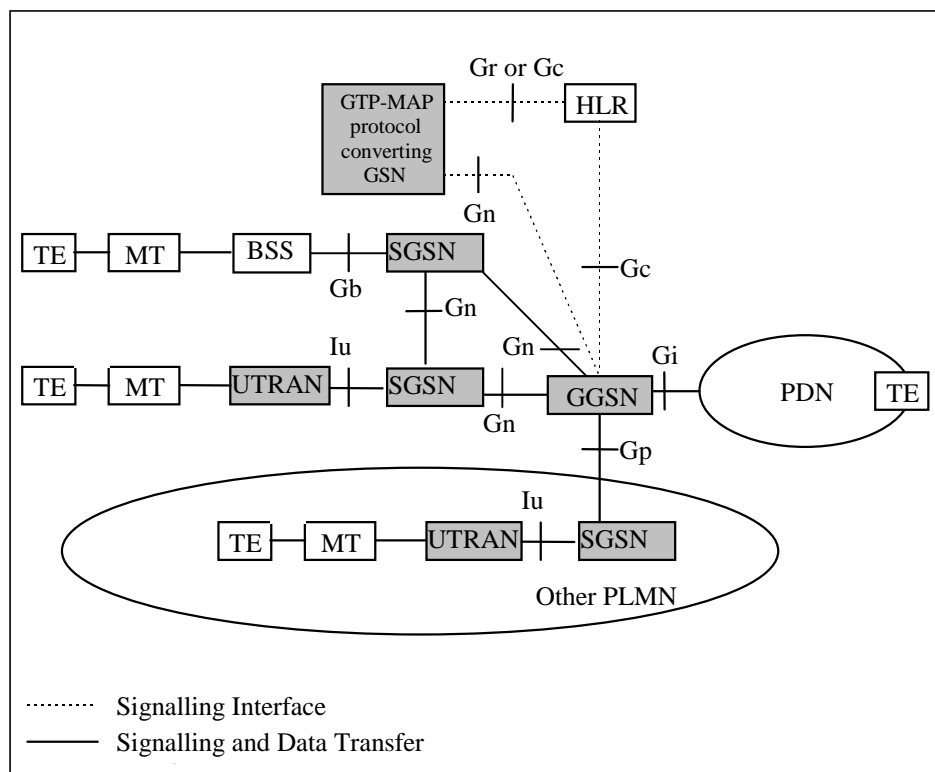 Gr or Gc
GTP-MAP
protocol
converting
GSN
HLR
Gn
TE
MT
BSS
Gb
SGSN
Gc
Gn
Gn
TE
MT
UTRAN
Iu
SGSN
Gn
GGSN
Gi
PDN
TE
Gp
TE
MT
UTRAN
Iu
SGSN
Other PLMN
Signalling Interface
Signalling and Data Transfer